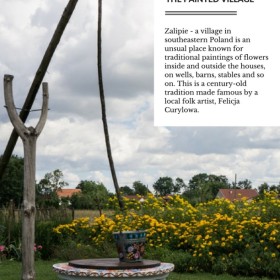 THE PAINTED VILLAGE
Zalipie - a village in
southeastern Poland is an
unusual place known for
traditional paintings of flowers
inside and outside the houses,
on wells, barns, stables and so
on. This is a century-old
tradition made famous by a
local folk artist, Felicja
Curylowa.